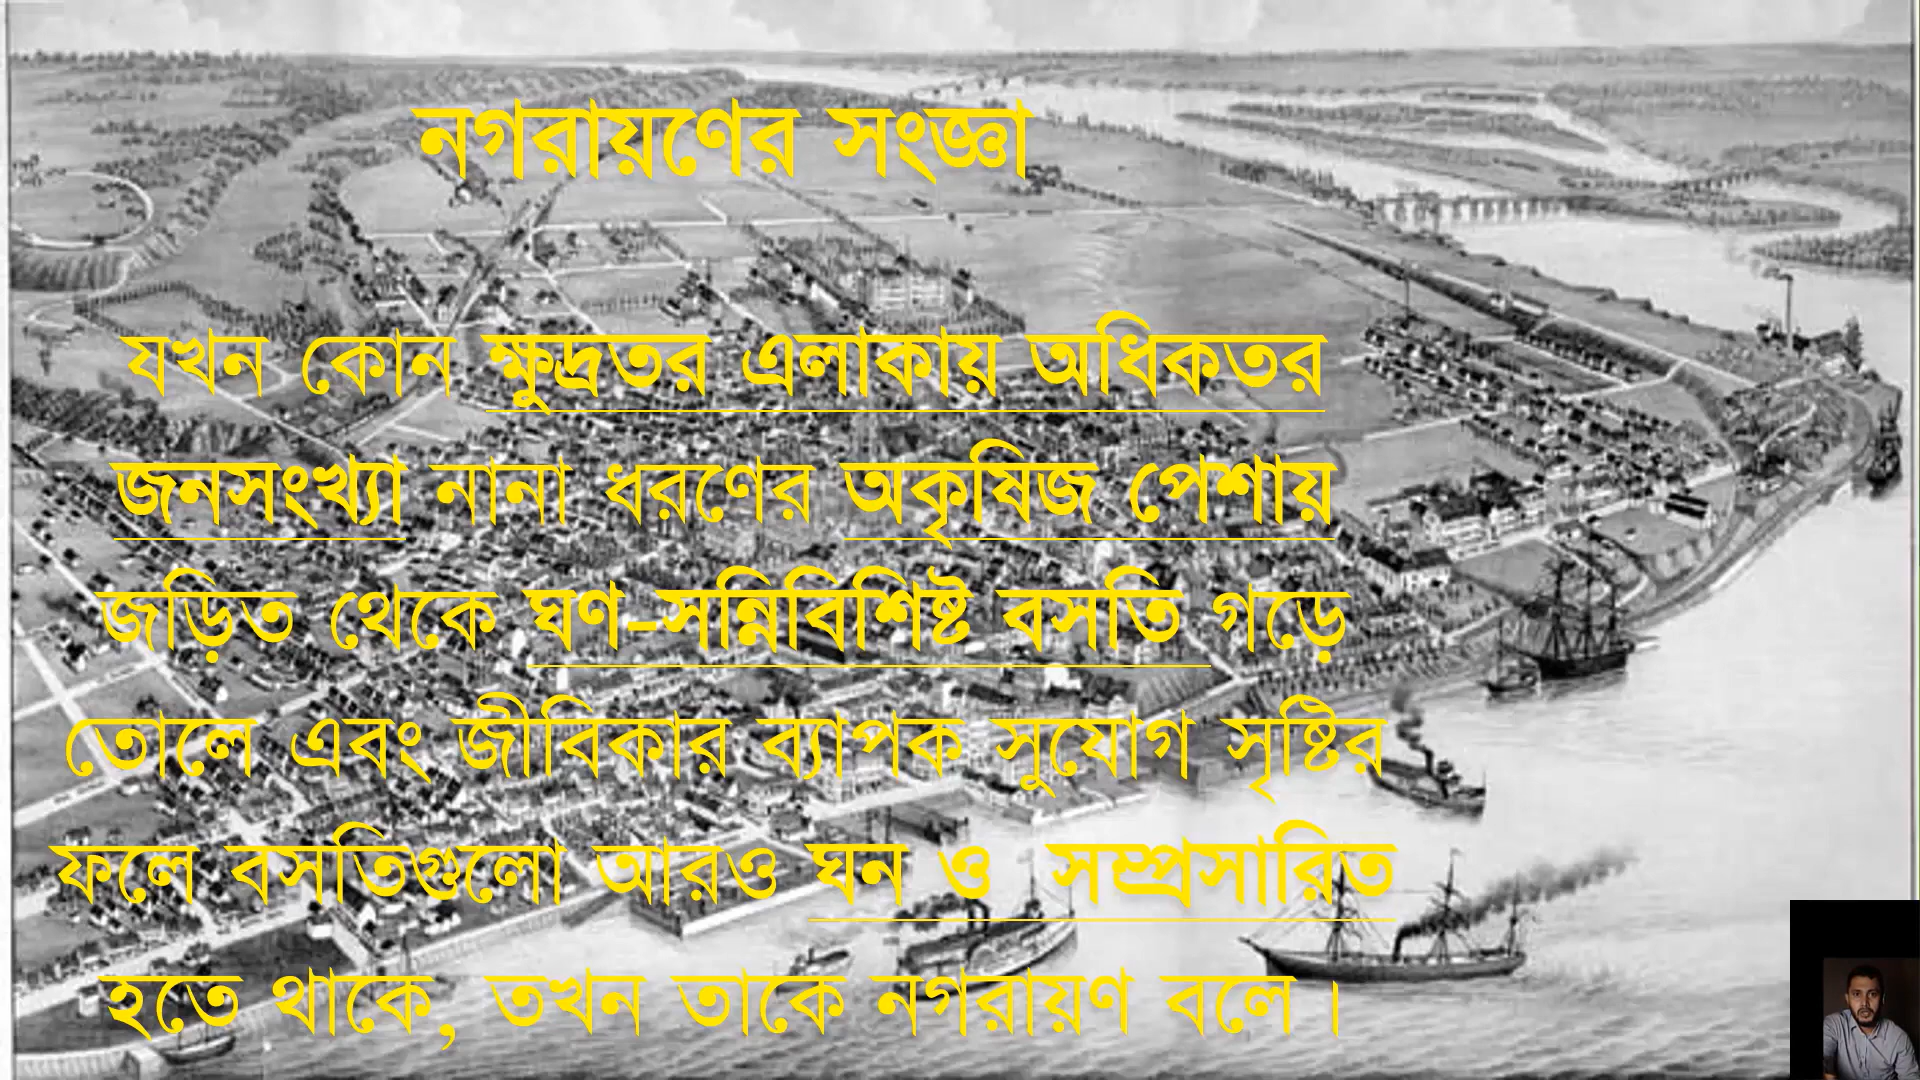 নগরায়ণের সংজ্ঞা
যখন কোন ক্ষুদ্রতর এলাকায় অধিকতর
জনসংখ্যা নানা ধরণের অকৃষিজ পেশায়
জড়িত থেকে ঘণ-সন্নিবিশিষ্ট বসতি গড়ে
তোলে এবং জীবিকার ব্যাপক সুযোগ সৃষ্টির
ফলে বসতিগুলো আরও ঘন ও সম্প্রসারিত
হতে থাকে, তখন তাকে নগরায়ণ বলে।